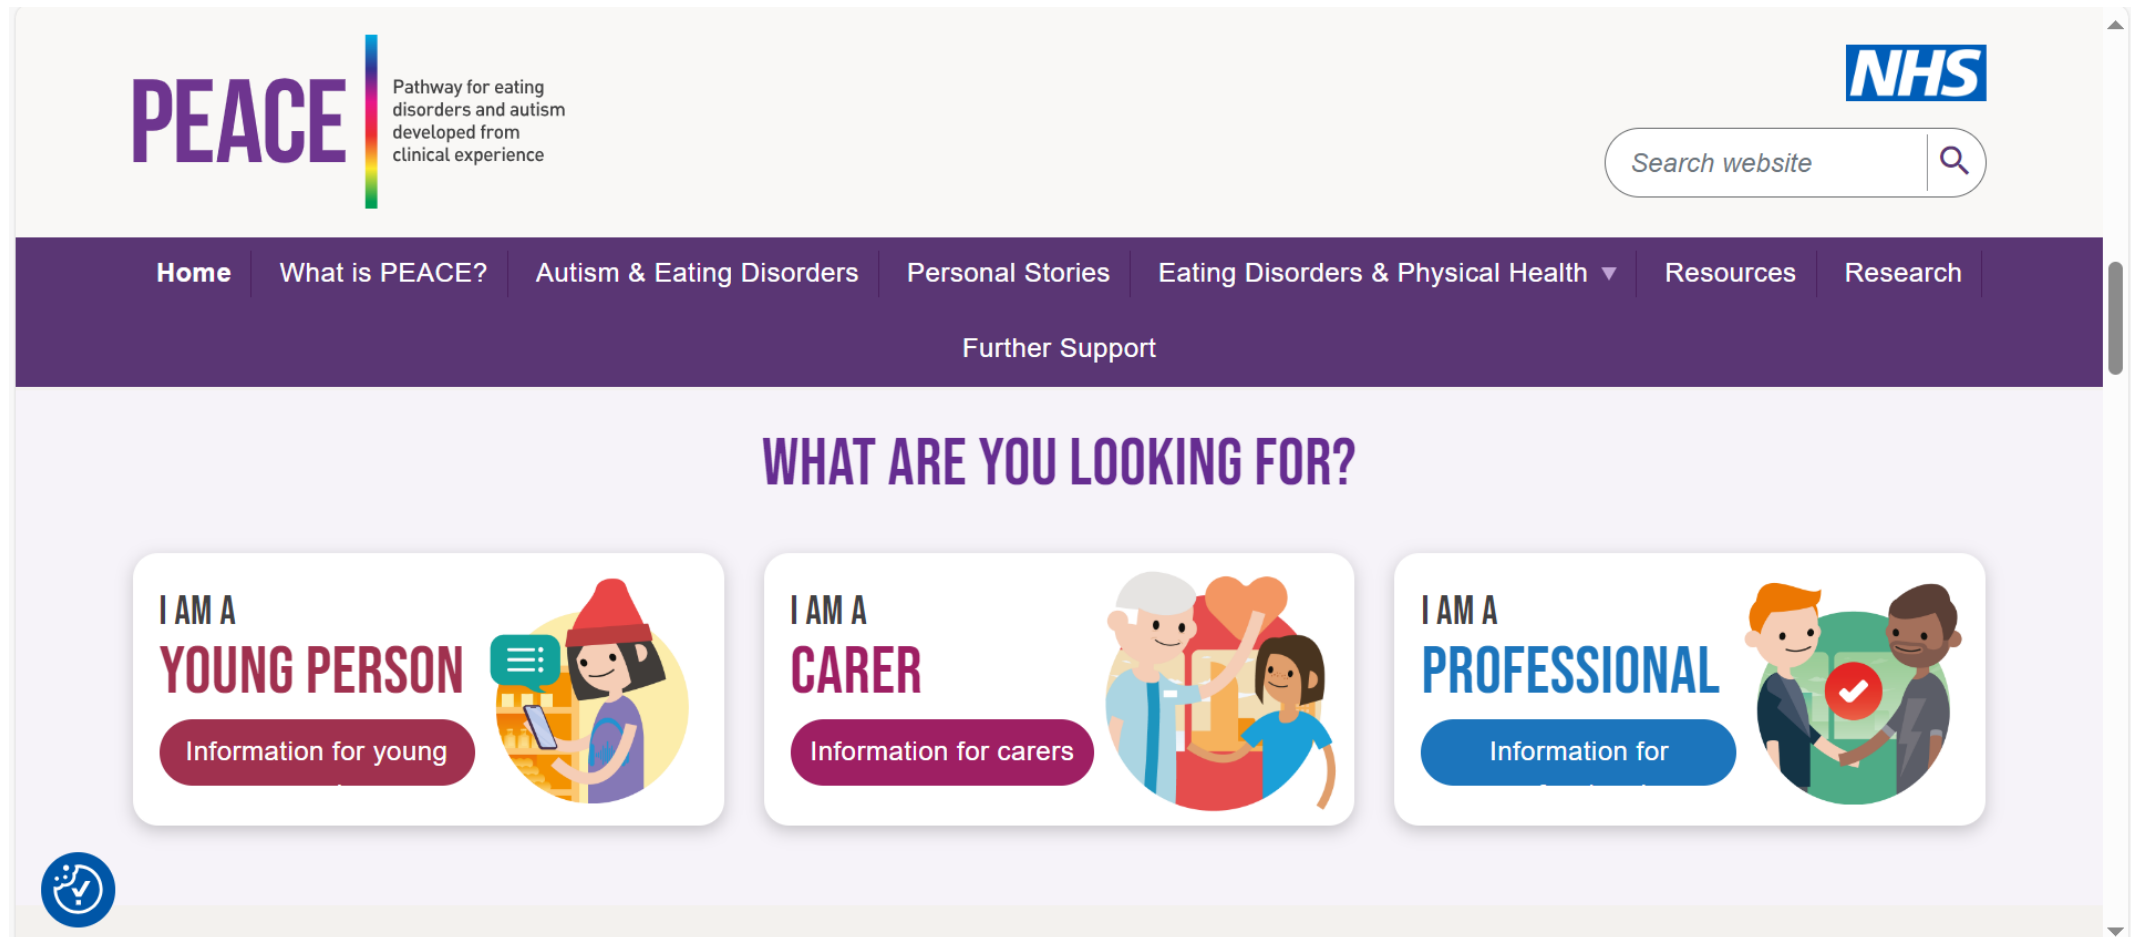 PEACE
Pathway for eating
disorders and autism
developed from
clinical experience
NHS
Search website
Home
What is PEACE?
Autism & Eating Disorders
Personal Stories
Eating Disorders & Physical Health
Resources
Research
Further Support
WHAT ARE YOU LOOKING FOR?
I AM A
YOUNG PERSON
Information for young
I AM A
CARER
Information for carers
I AM A
PROFESSIONAL
Information for